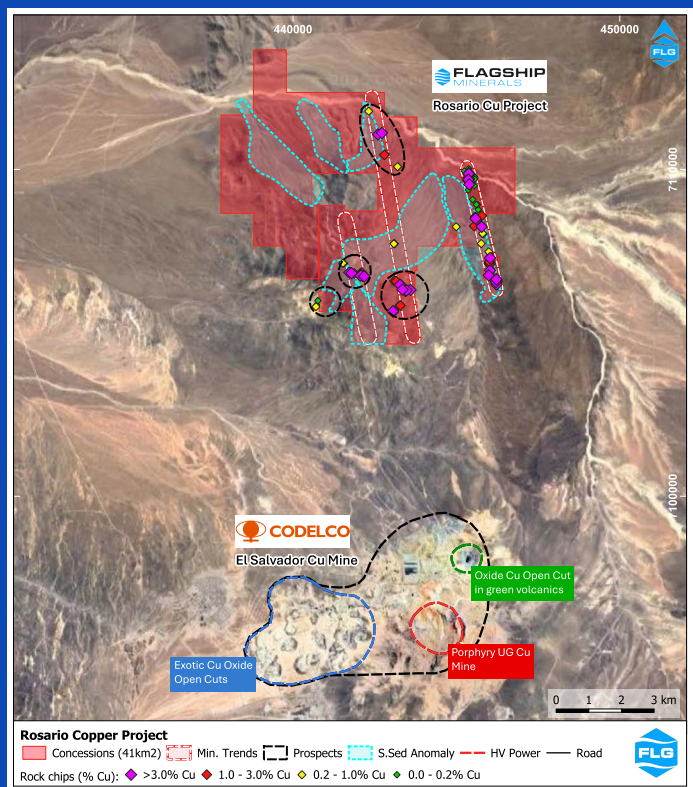 440000
450000
FLG
FLAGSHIP
MINERALS
Rosario Cu Project
7110000
7100000
CODELCO
El Salvador Cu Mine
Oxide Cu Open Cut
in green volcanics
Porphyry UG Cu
Mine
Exotic Cu Oxide
Open Cuts
0 1 2 3 km
Rosario Copper Project
Concessions (41km2) Min. Trends Prospects S.Sed Anomaly HV Power Road
Rock chips (% Cu): >3.0% Cu 1.0 - 3.0% Cu 0.2 - 1.0% Cu 0.0 - 0.2% Cu
FLG